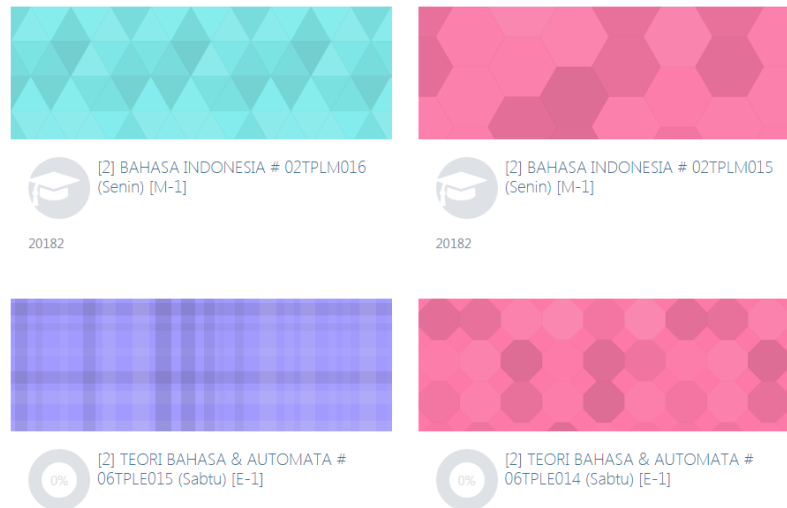 [2] BAHASA INDONESIA # 02TPLM016
(Senin) [M-1]
20182
[2] BAHASA INDONESIA # 02TPLM015
(Senin) [M-1]
20182
0%
[2] TEORI BAHASA & AUTOMATA #
06TPLE015 (Sabtu) [E-1]
0%
[2] TEORI BAHASA & AUTOMATA #
06TPLE014 (Sabtu) [E-1]